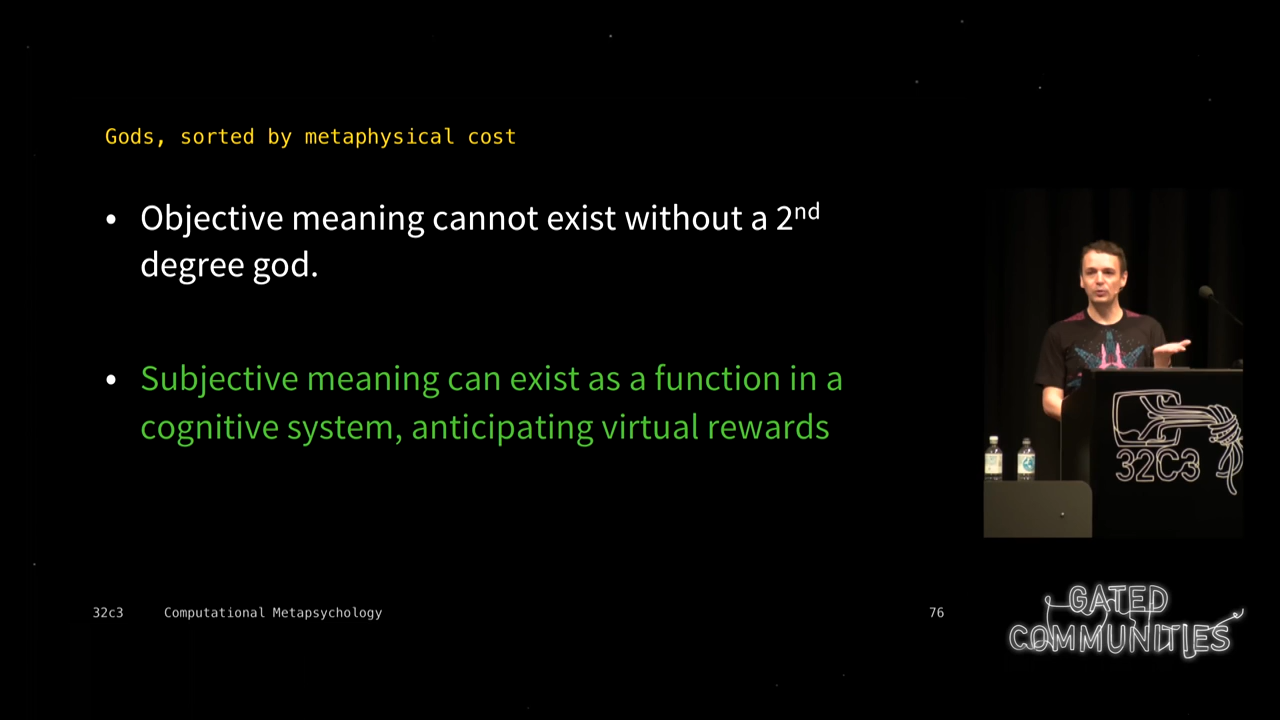 Gods, sorted by metaphysical cost
• Objective meaning cannot exist without a 2nd
degree god.
• Subjective meaning can exist as a function in a
cognitive system, anticipating virtual rewards
32C3
32c3 Computational Metapsychology 76
GATED
COMMUNITIES